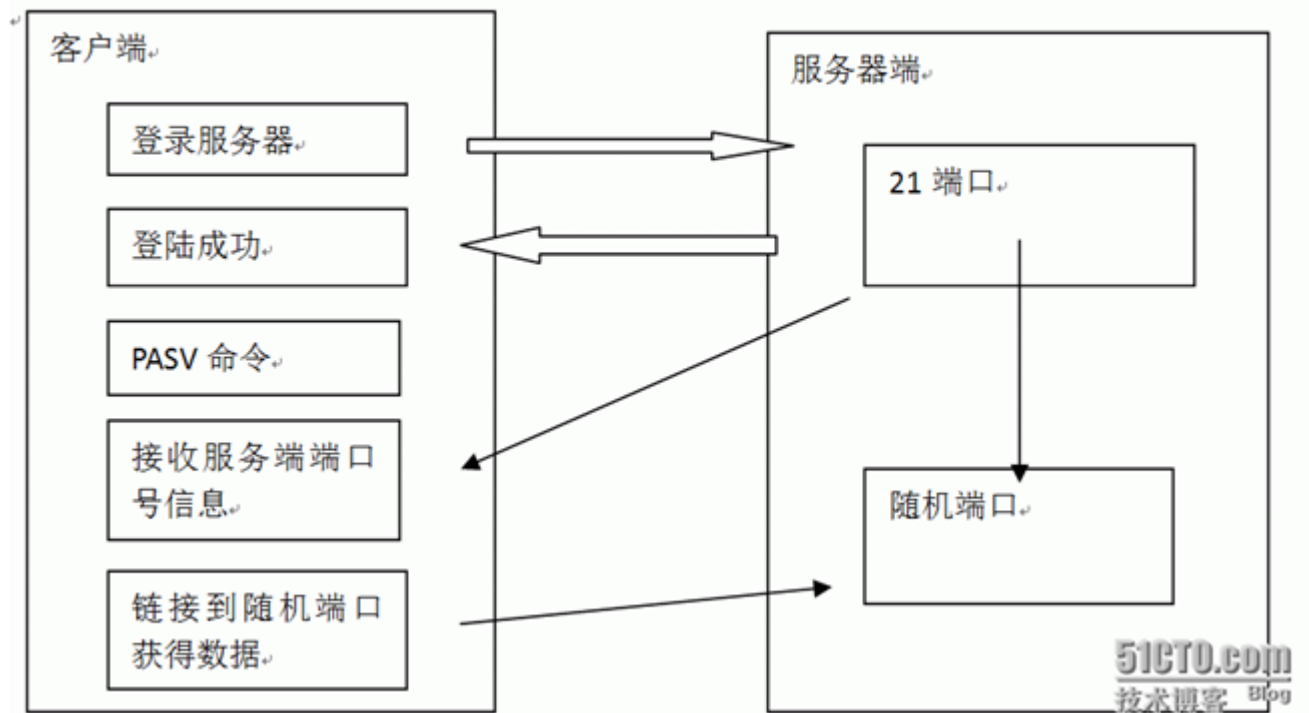 客户端
登录服务器
登陆成功
PASV 命令
接收服务端端口
号信息
链接到随机端口
获得数据
服务器端
21 端口
随机端口
51CTO.com
技术博客 Blog